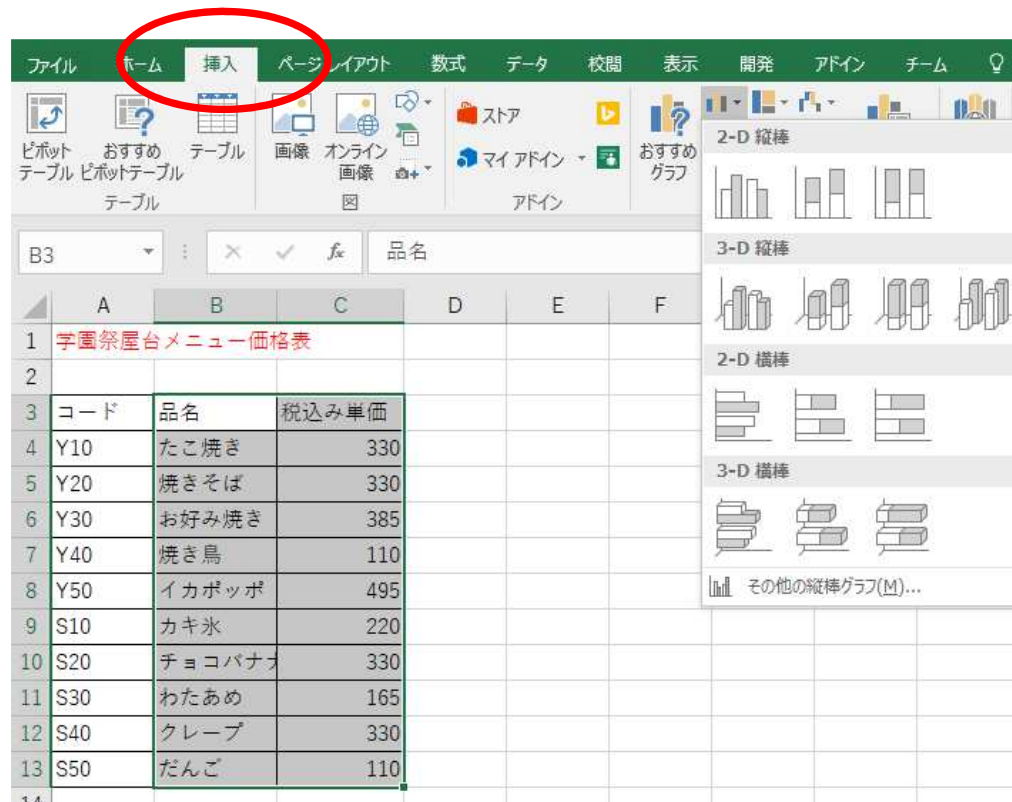 ファイル ホーム 挿入 ページレイアウト 数式 データ 校閲 表示 開発 アドイン チーム
ピボットテーブル おすすめピボットテーブル テーブル 画像 オンライン画像 ストア マイ アドイン おすすめグラフ
テーブル 図 アドイン
2-D 縦棒
3-D 縦棒
2-D 横棒
3-D 横棒
その他の縦棒グラフ(M)...
B3 fx 品名
A B C D E F
1 学園祭屋台メニュー価格表
2
3 コード 品名 税込み単価
4 Y10 たこ焼き 330
5 Y20 焼きそば 330
6 Y30 お好み焼き 385
7 Y40 焼き鳥 110
8 Y50 イカポッポ 495
9 S10 カキ氷 220
10 S20 チョコバナナ 330
11 S30 わたあめ 165
12 S40 クレープ 330
13 S50 だんご 110